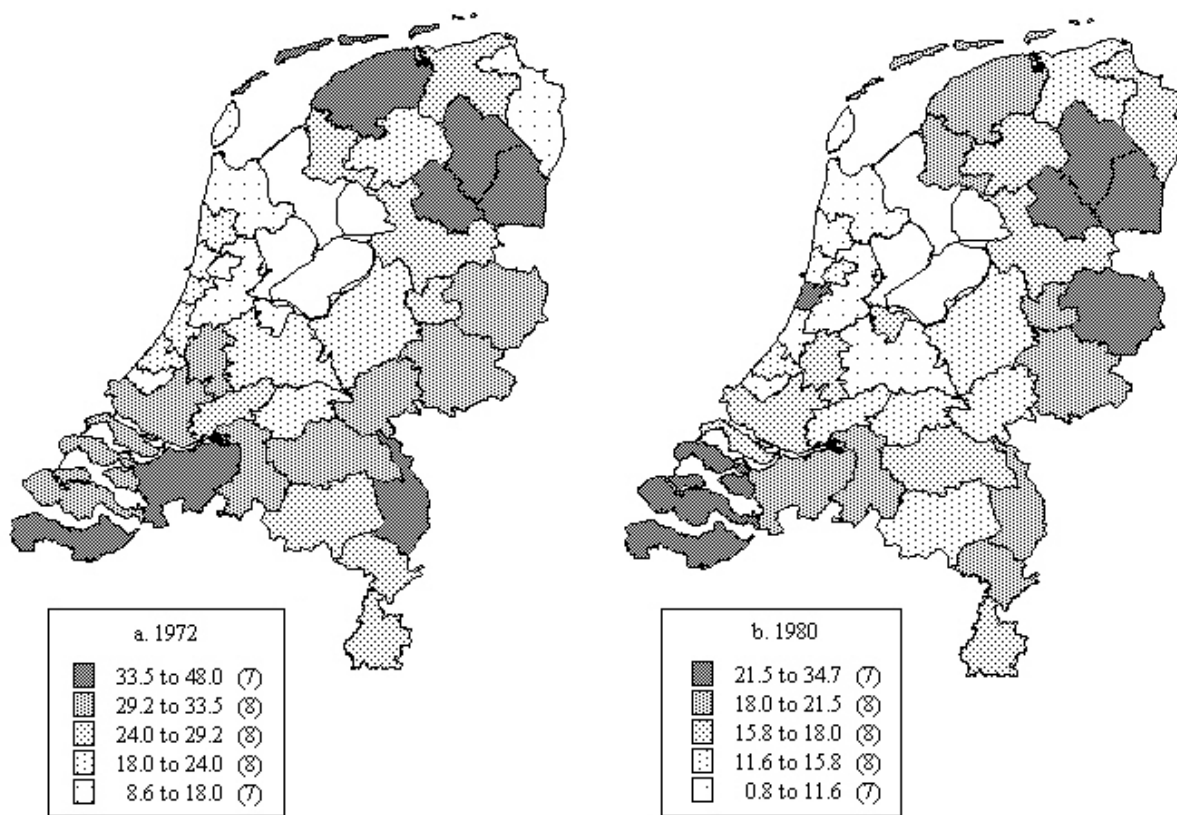 a. 1972
33.5 to 48.0 (7)
29.2 to 33.5 (8)
24.0 to 29.2 (8)
18.0 to 24.0 (8)
8.6 to 18.0 (7)
b. 1980
21.5 to 34.7 (7)
18.0 to 21.5 (8)
15.8 to 18.0 (8)
11.6 to 15.8 (8)
0.8 to 11.6 (7)